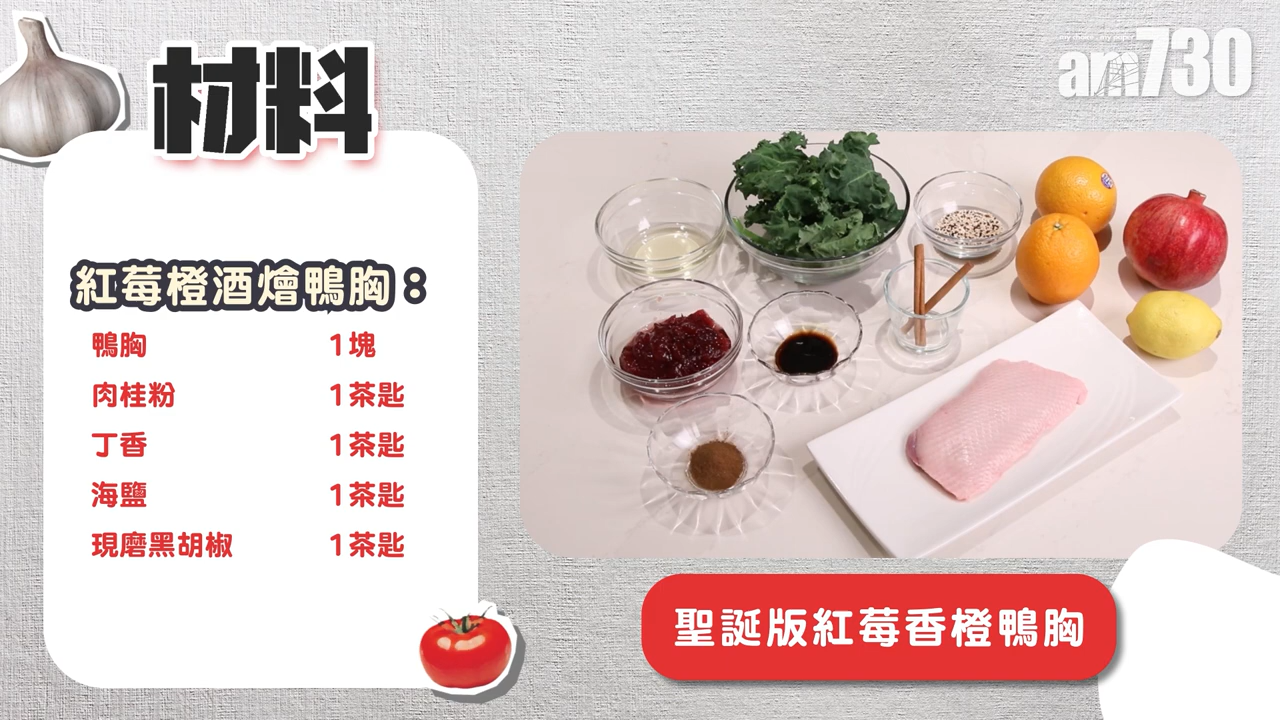 材料
am730
紅莓橙酒燴鴨胸：
鴨胸 1塊
肉桂粉 1茶匙
丁香 1茶匙
海鹽 1茶匙
現磨黑胡椒 1茶匙
聖誕版紅莓香橙鴨胸